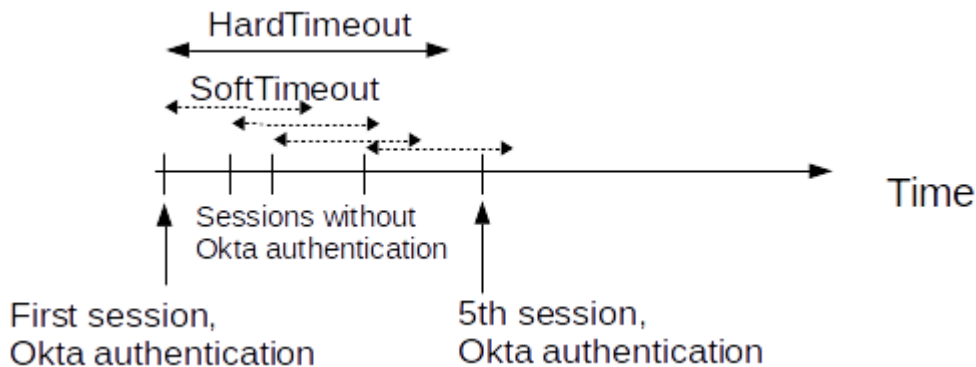 HardTimeout
SoftTimeout
Time
Sessions without
Okta authentication
First session,
Okta authentication
5th session,
Okta authentication